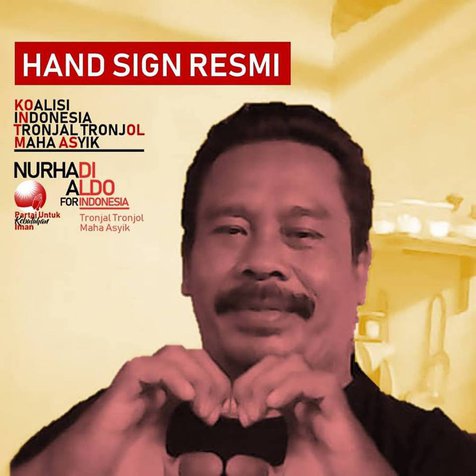 HAND SIGN RESMI
KOALISI
INDONESIA
TRONJAL TRONJOL
MAHA ASYIK
NURHADI
ALDO
FOR INDONESIA
Tronjal Tronjol
Maha Asyik
Partai Untuk
Kebutuhan
Iman